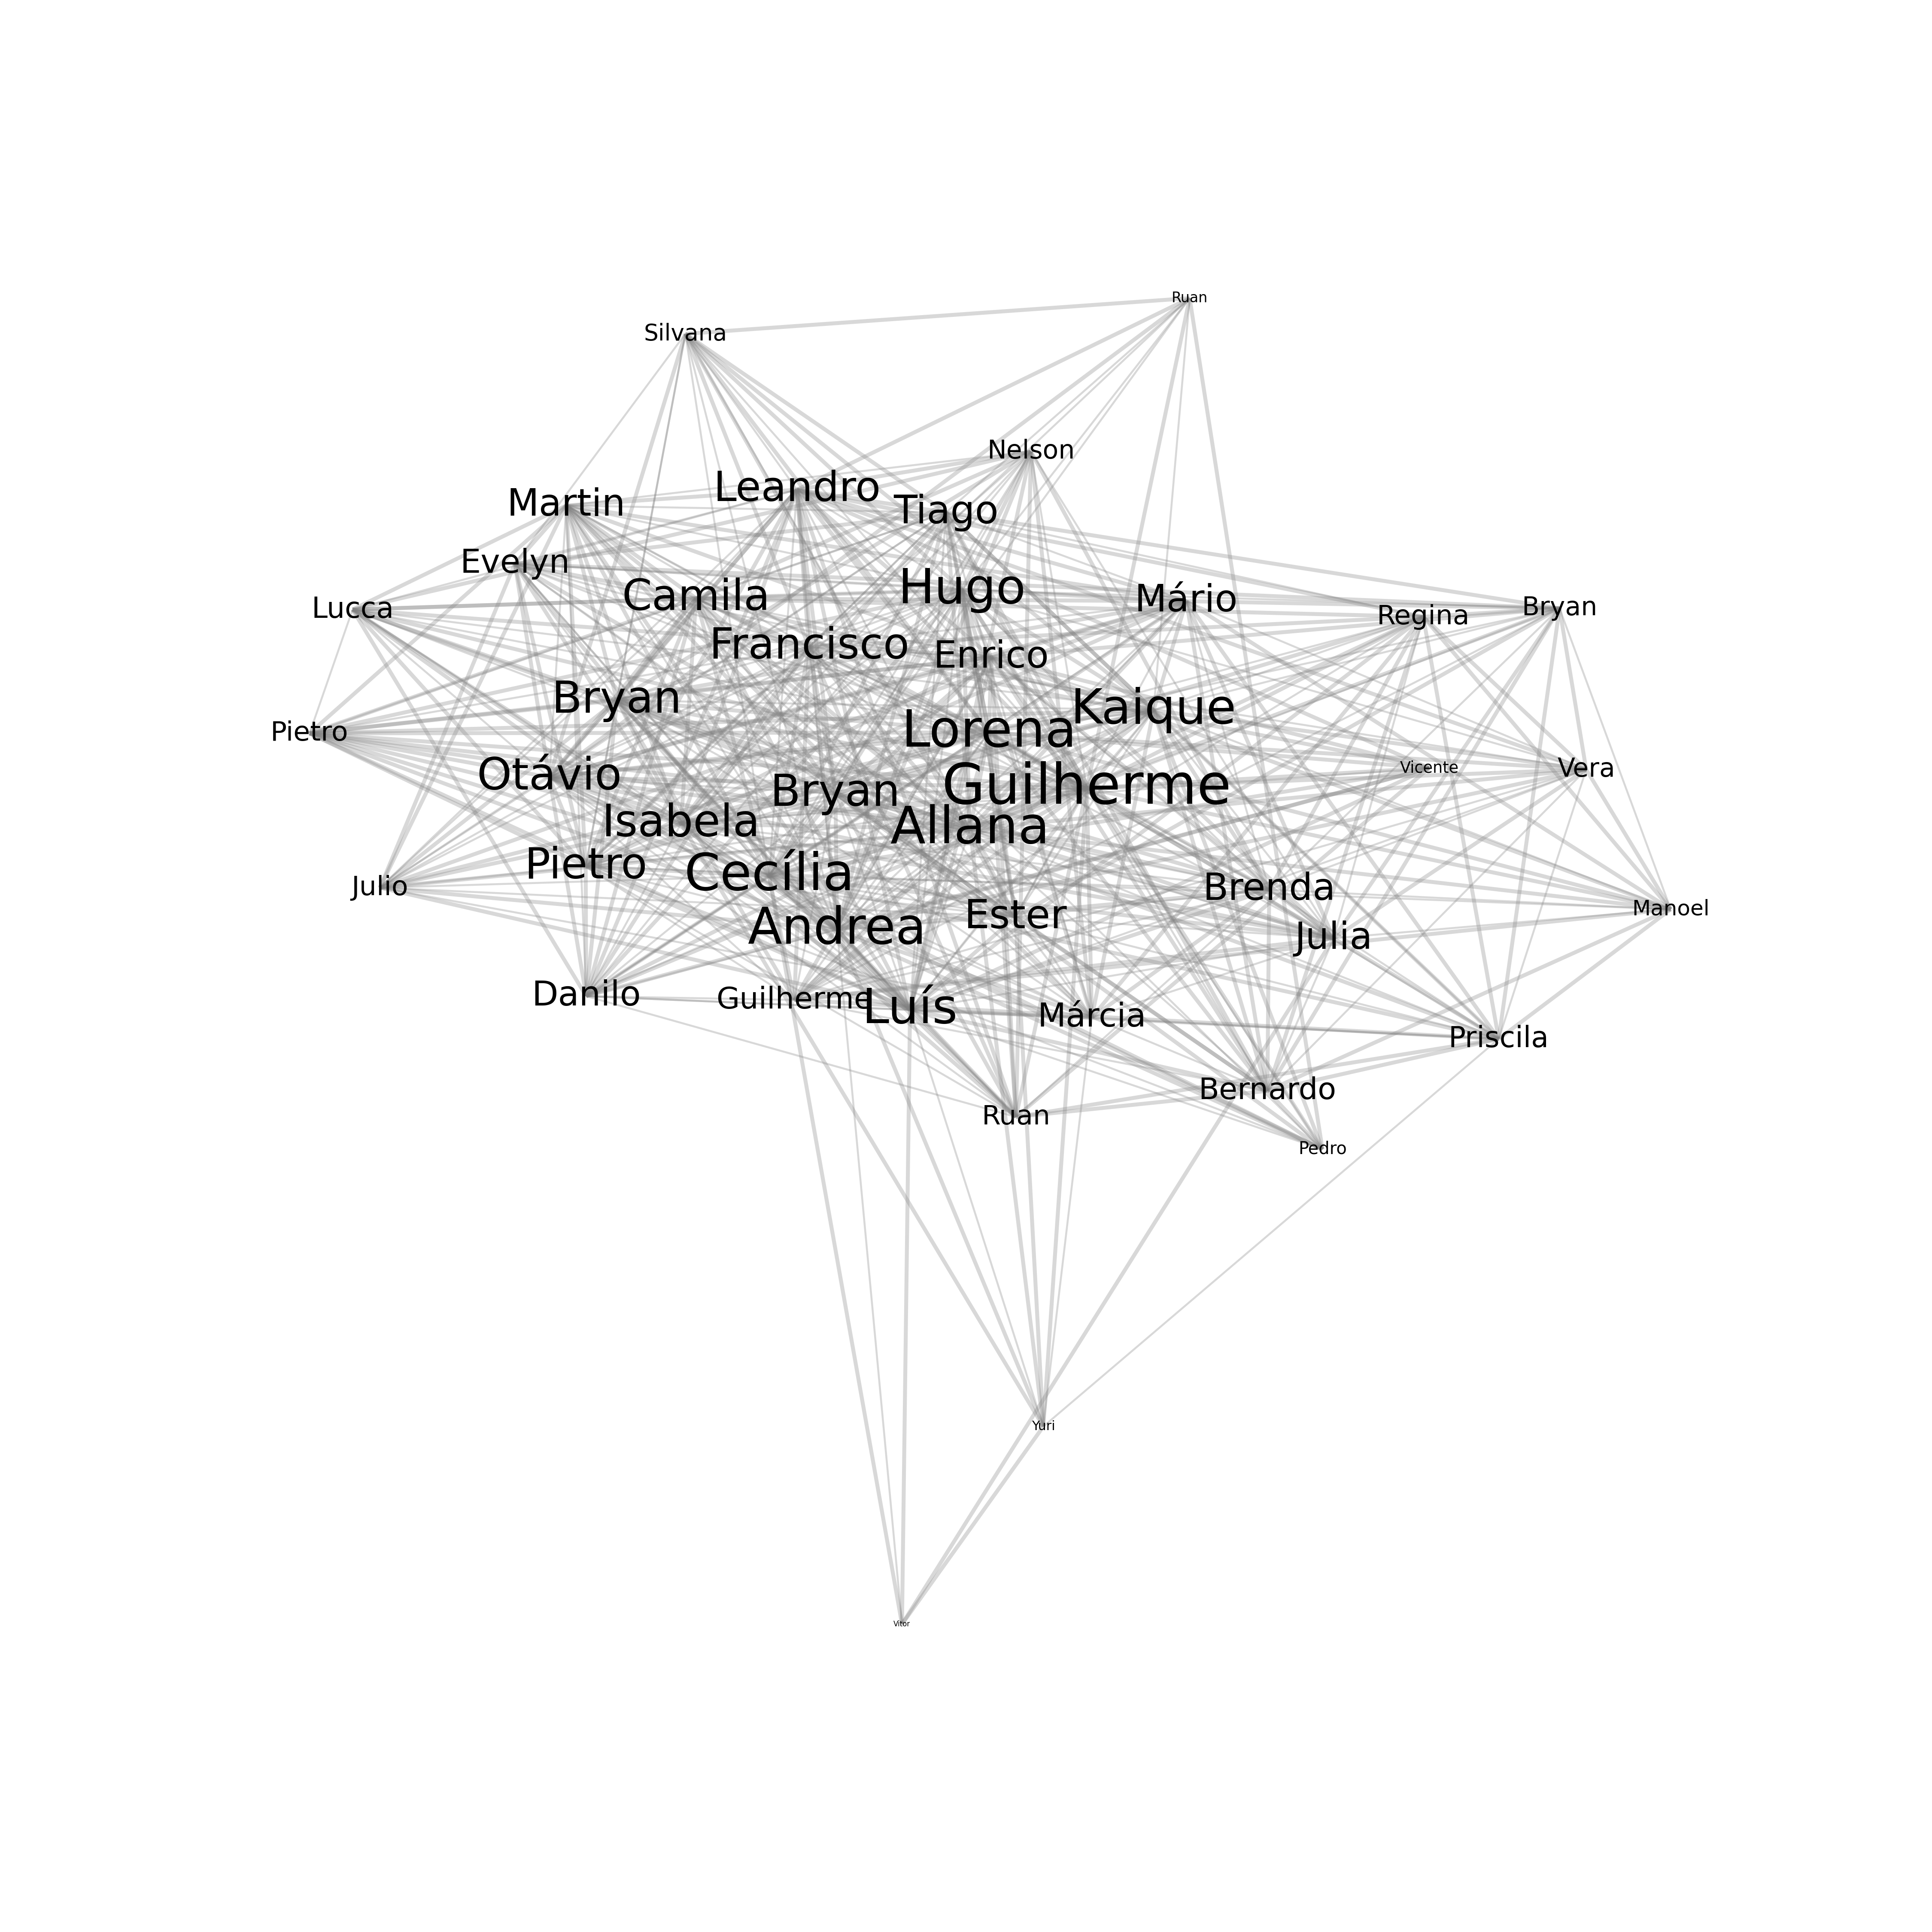 Ruan
Silvana
Nelson
Leandro
Martin
Tiago
Evelyn
Hugo
Camila
Mário
Lucca
Bryan
Regina
Francisco
Enrico
Bryan
Kaique
Lorena
Pietro
Vicente
Vera
Otávio
Guilherme
Bryan
Isabela
Allana
Pietro
Cecília
Julio
Brenda
Manoel
Ester
Andrea
Julia
Danilo
Guilherme
Luís
Márcia
Priscila
Bernardo
Ruan
Pedro
Yuri
Vitor